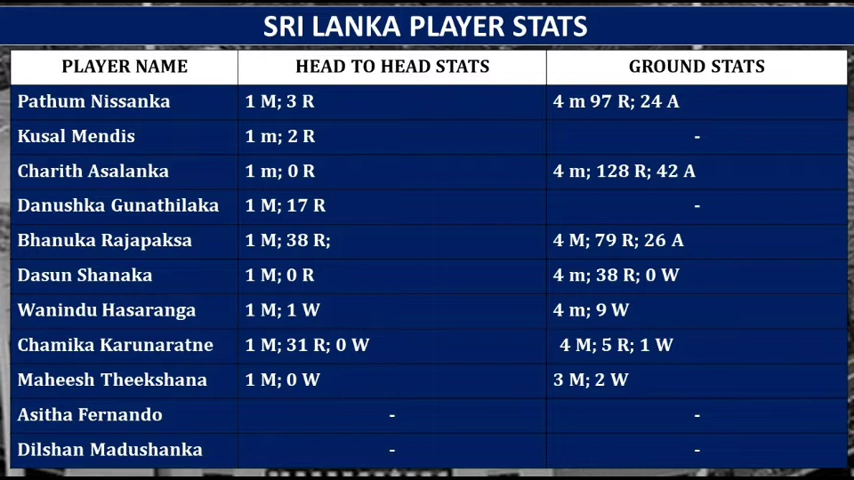 SRI LANKA PLAYER STATS
PLAYER NAME HEAD TO HEAD STATS GROUND STATS
Pathum Nissanka 1 M; 3 R 4 m 97 R; 24 A
Kusal Mendis 1 m; 2 R -
Charith Asalanka 1 m; 0 R 4 m; 128 R; 42 A
Danushka Gunathilaka 1 M; 17 R -
Bhanuka Rajapaksa 1 M; 38 R; 4 M; 79 R; 26 A
Dasun Shanaka 1 M; 0 R 4 m; 38 R; 0 W
Wanindu Hasaranga 1 M; 1 W 4 m; 9 W
Chamika Karunaratne 1 M; 31 R; 0 W 4 M; 5 R; 1 W
Maheesh Theekshana 1 M; 0 W 3 M; 2 W
Asitha Fernando - -
Dilshan Madushanka - -